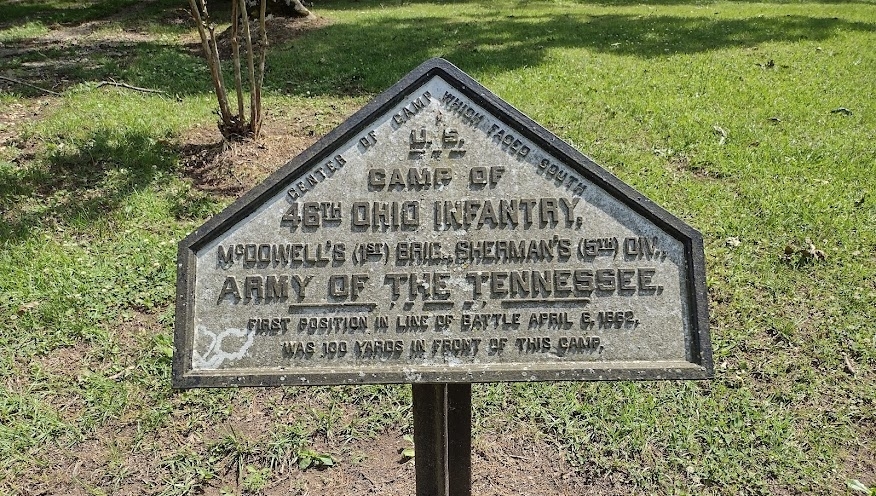 CENTER OF CAMP WHICH FACED SOUTH
U.S.
CAMP OF
46TH OHIO INFANTRY,
McDOWELL'S (1ST) BRIG., SHERMAN'S (5TH) DIV.,
ARMY OF THE TENNESSEE.
FIRST POSITION IN LINE OF BATTLE APRIL 6, 1862,
WAS 100 YARDS IN FRONT OF THIS CAMP.